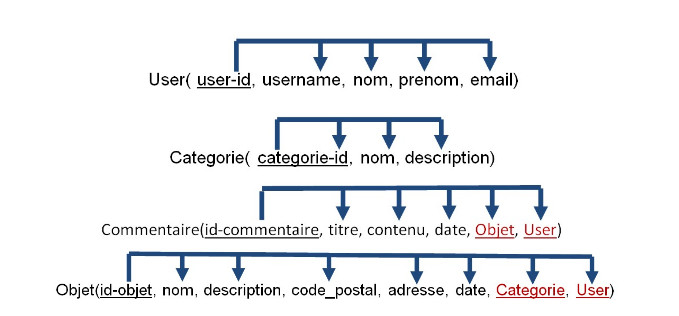 User( user-id, username, nom, prenom, email)
Categorie( categorie-id, nom, description)
Commentaire(id-commentaire, titre, contenu, date, Objet, User)
Objet(id-objet, nom, description, code_postal, adresse, date, Categorie, User)